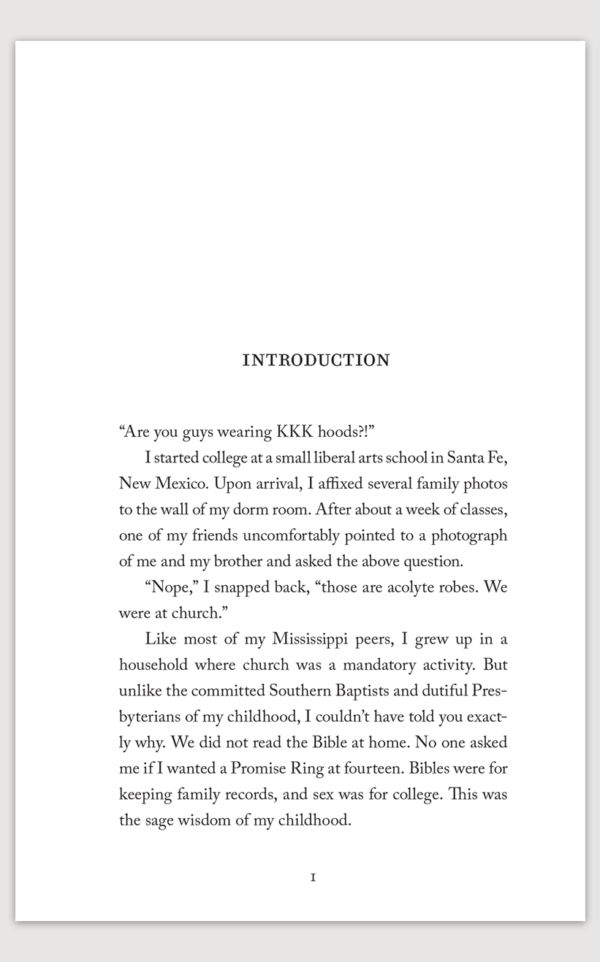 INTRODUCTION
“Are you guys wearing KKK hoods?!”
I started college at a small liberal arts school in Santa Fe,
New Mexico. Upon arrival, I affixed several family photos
to the wall of my dorm room. After about a week of classes,
one of my friends uncomfortably pointed to a photograph
of me and my brother and asked the above question.
“Nope,” I snapped back, “those are acolyte robes. We
were at church.”
Like most of my Mississippi peers, I grew up in a
household where church was a mandatory activity. But
unlike the committed Southern Baptists and dutiful Pres-
byterians of my childhood, I couldn’t have told you exact-
ly why. We did not read the Bible at home. No one asked
me if I wanted a Promise Ring at fourteen. Bibles were for
keeping family records, and sex was for college. This was
the sage wisdom of my childhood.
1